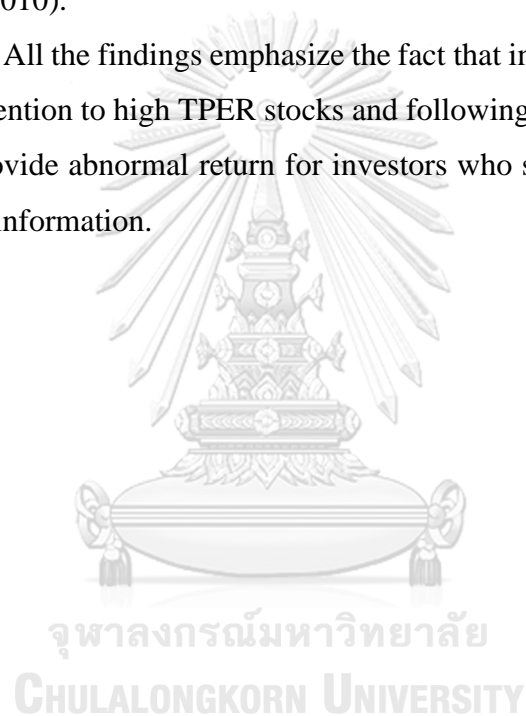 010).
All the findings emphasize the fact that in
ention to high TPER stocks and following
ovide abnormal return for investors who s
information.
จุฬาลงกรณ์มหาวิทยาลัย
CHULALONGKORN UNIVERSITY